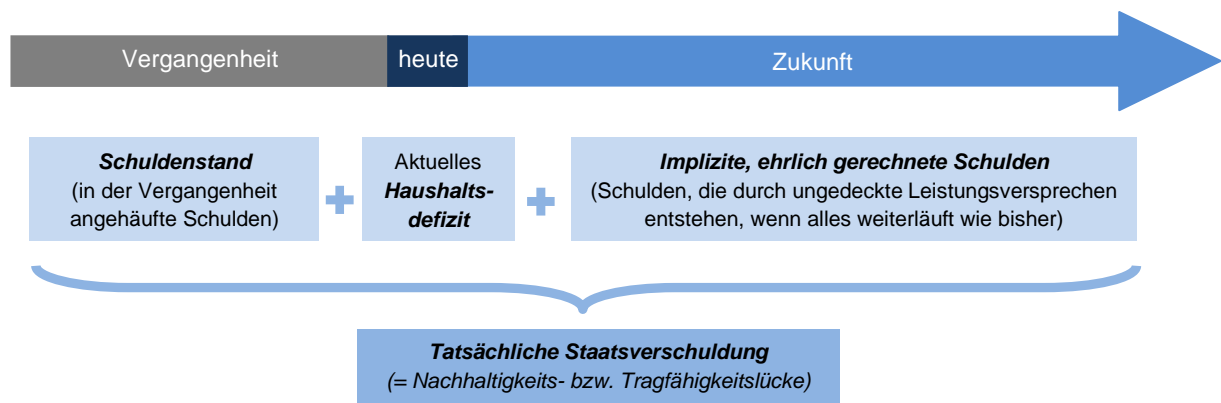 Vergangenheit
heute
Zukunft
Schuldenstand
(in der Vergangenheit
angehäufte Schulden)
+
Aktuelles
Haushalts-
defizit
+
Implizite, ehrlich gerechnete Schulden
(Schulden, die durch ungedeckte Leistungsversprechen
entstehen, wenn alles weiterläuft wie bisher)
Tatsächliche Staatsverschuldung
(= Nachhaltigkeits- bzw. Tragfähigkeitslücke)